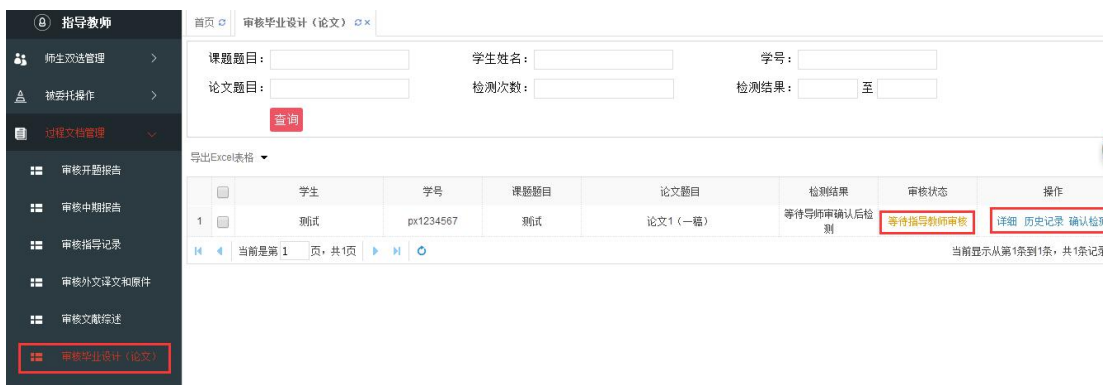 指导教师
首页 审核毕业设计（论文）
师生双选管理
被委托操作
过程文档管理
审核开题报告
审核中期报告
审核指导记录
审核外文译文和原件
审核文献综述
审核毕业设计（论文）
课题题目： 学生姓名： 学号：
论文题目： 检测次数： 检测结果： 至
查询
导出Excel表格
学生 学号 课题题目 论文题目 检测结果 审核状态 操作
1 测试 px1234567 测试 论文1（一稿） 等待导师审确认后检测 等待指导教师审核 详细 历史记录 确认检测
当前是第 1 页，共1页 当前显示从第1条到1条，共1条记录